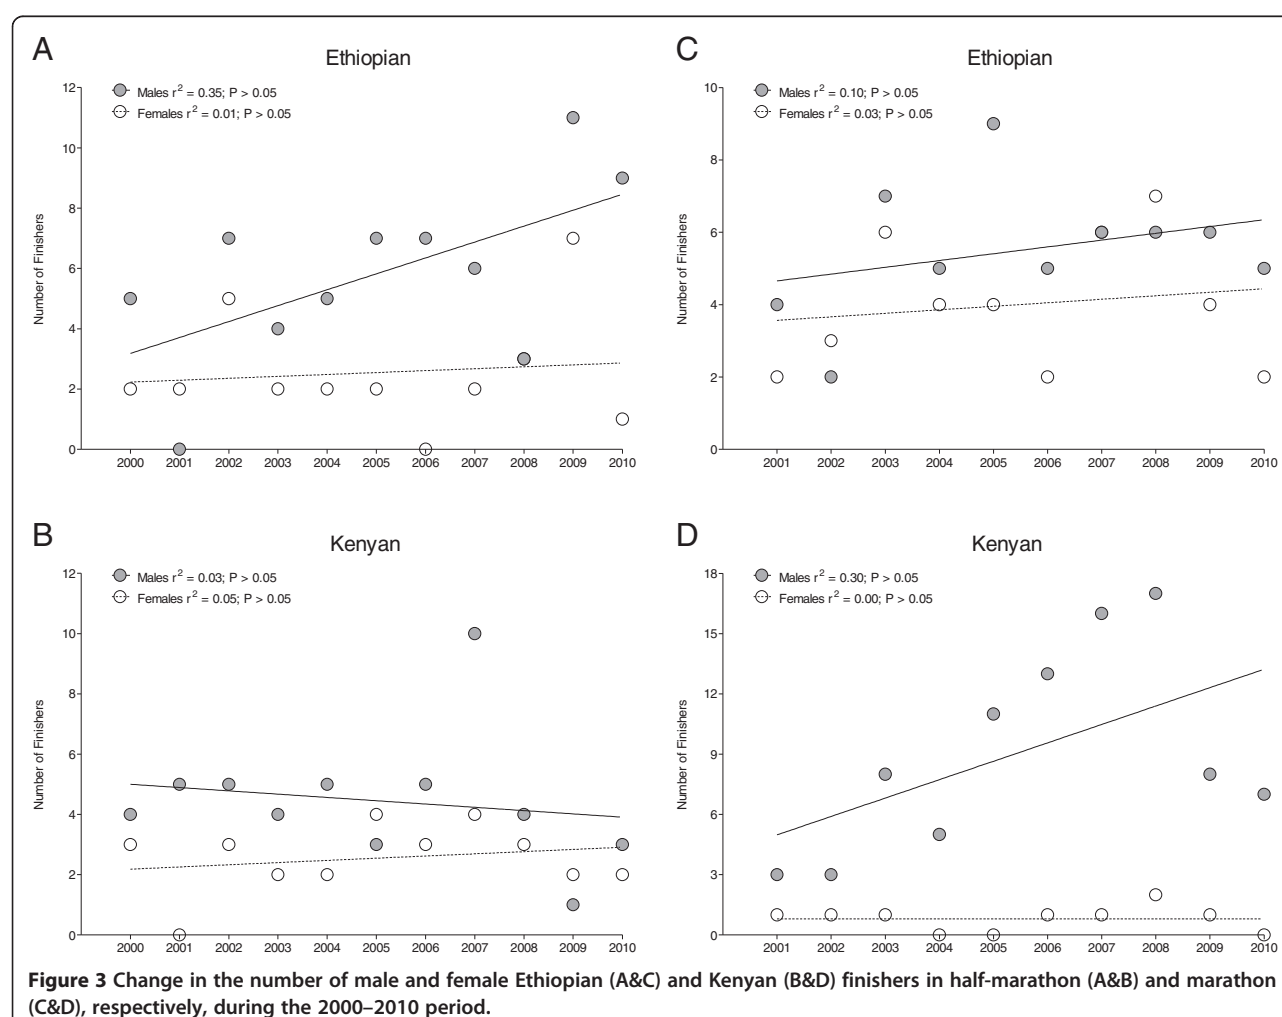 A
Ethiopian
Males r² = 0.35; P > 0.05
Females r² = 0.01; P > 0.05
Number of Finishers
12
10
8
6
4
2
0
2000 2001 2002 2003 2004 2005 2006 2007 2008 2009 2010
C
Ethiopian
Males r² = 0.10; P > 0.05
Females r² = 0.03; P > 0.05
Number of Finishers
10
8
6
4
2
0
2001 2002 2003 2004 2005 2006 2007 2008 2009 2010
B
Kenyan
Males r² = 0.03; P > 0.05
Females r² = 0.05; P > 0.05
Number of Finishers
12
10
8
6
4
2
0
2000 2001 2002 2003 2004 2005 2006 2007 2008 2009 2010
D
Kenyan
Males r² = 0.30; P > 0.05
Females r² = 0.00; P > 0.05
Number of Finishers
18
15
12
9
6
3
0
2001 2002 2003 2004 2005 2006 2007 2008 2009 2010
Figure 3 Change in the number of male and female Ethiopian (A&C) and Kenyan (B&D) finishers in half-marathon (A&B) and marathon
(C&D), respectively, during the 2000–2010 period.